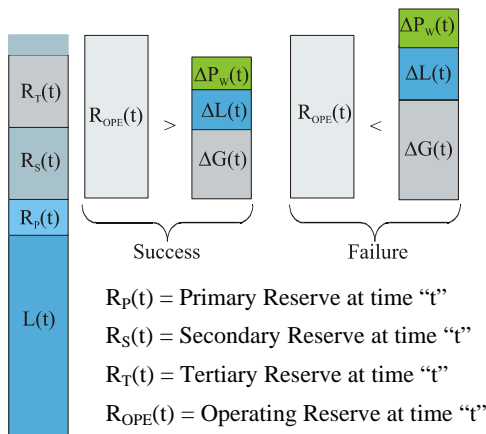 R_T(t)
R_S(t)
R_P(t)
L(t)
R_OPE(t)
>
ΔP_W(t)
ΔL(t)
ΔG(t)
Success
R_OPE(t)
<
ΔP_W(t)
ΔL(t)
ΔG(t)
Failure
R_P(t) = Primary Reserve at time “t”
R_S(t) = Secondary Reserve at time “t”
R_T(t) = Tertiary Reserve at time “t”
R_OPE(t) = Operating Reserve at time “t”